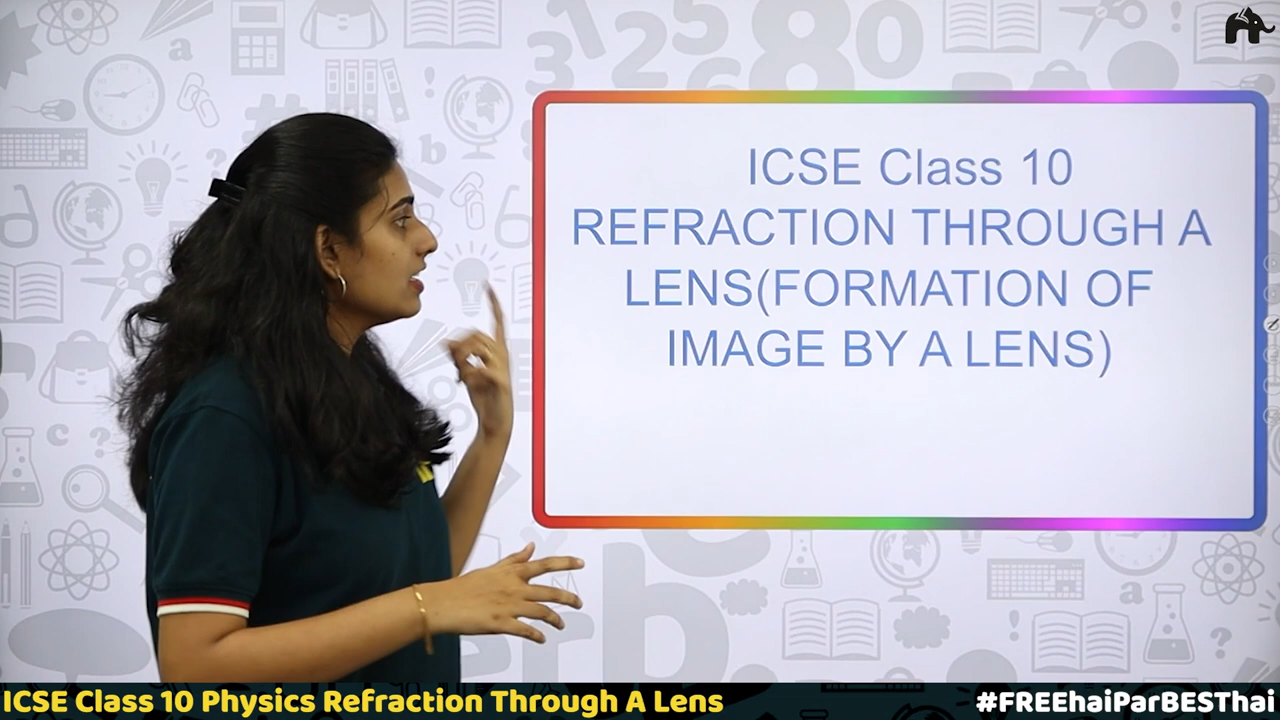 ICSE Class 10
REFRACTION THROUGH A
LENS(FORMATION OF
IMAGE BY A LENS)
ICSE Class 10 Physics Refraction Through A Lens
#FREEhaiParBESThai